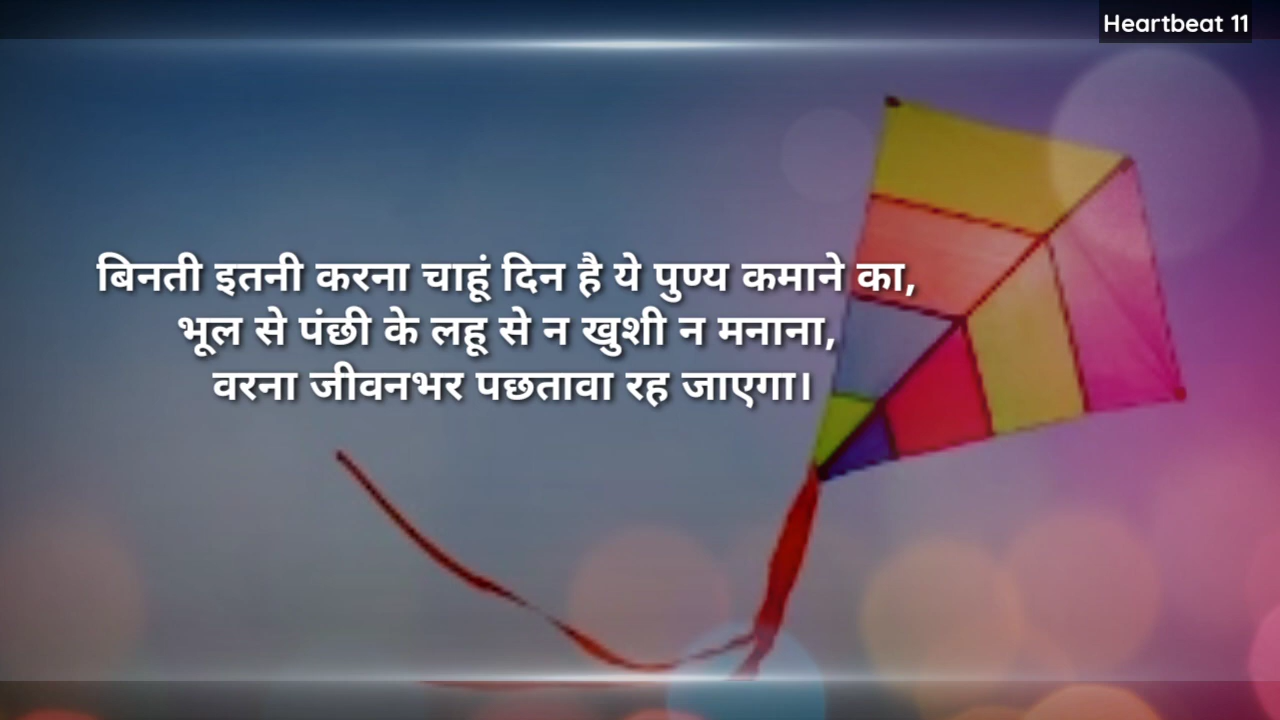 Heartbeat 11
बिनती इतनी करना चाहूं दिन है ये पुण्य कमाने का,
भूल से पंछी के लहू से न खुशी न मनाना,
वरना जीवनभर पछतावा रह जाएगा।